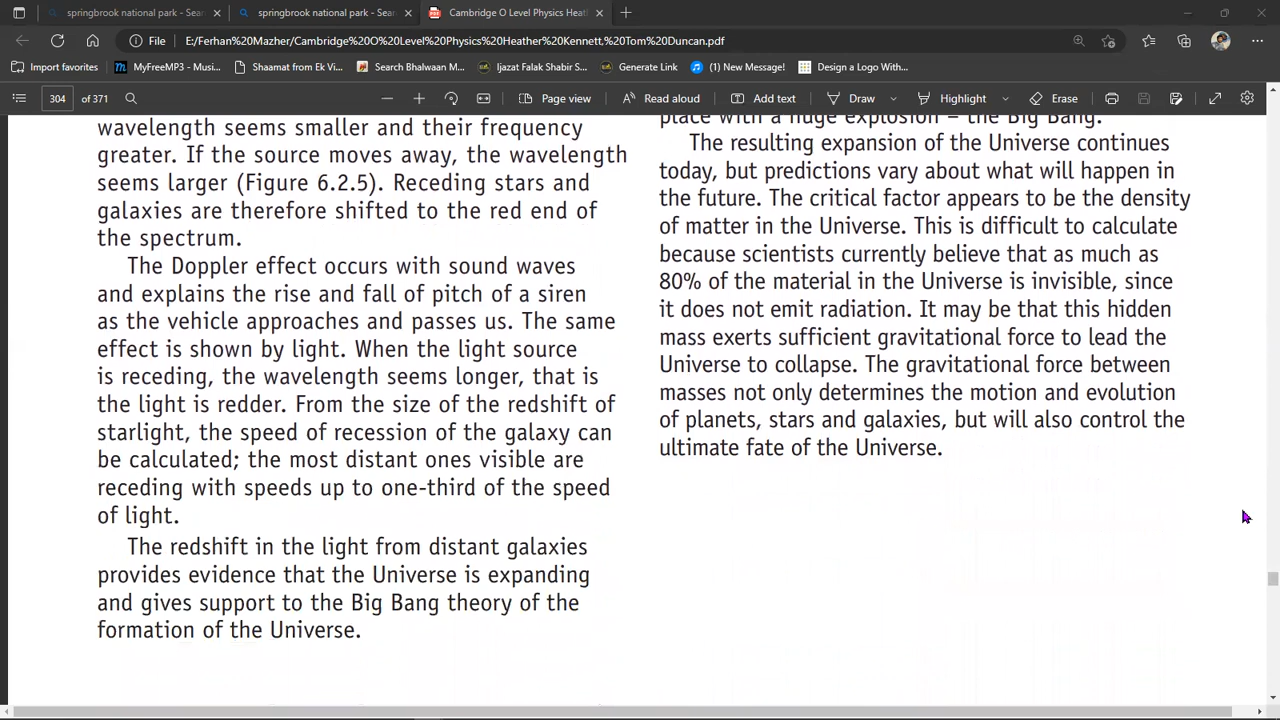 springbrook national park - Sear
springbrook national park - Sear
Cambridge O Level Physics Heat
File
E:/Ferhan%20Mazher/Cambridge%20O%20Level%20Physics%20Heather%20Kennett,%20Tom%20Duncan.pdf
Import favorites
MyFreeMP3 - Musi...
Shaamat from Ek Vi...
Search Bhalwaan M...
Ijazat Falak Shabir S...
Generate Link
(1) New Message!
Design a Logo With...
304 of 371
Page view
Read aloud
Add text
Draw
Highlight
Erase
wavelength seems smaller and their frequency
greater. If the source moves away, the wavelength
seems larger (Figure 6.2.5). Receding stars and
galaxies are therefore shifted to the red end of
the spectrum.
The Doppler effect occurs with sound waves
and explains the rise and fall of pitch of a siren
as the vehicle approaches and passes us. The same
effect is shown by light. When the light source
is receding, the wavelength seems longer, that is
the light is redder. From the size of the redshift of
starlight, the speed of recession of the galaxy can
be calculated; the most distant ones visible are
receding with speeds up to one-third of the speed
of light.
The redshift in the light from distant galaxies
provides evidence that the Universe is expanding
and gives support to the Big Bang theory of the
formation of the Universe.
place with a huge explosion – the Big Bang.
The resulting expansion of the Universe continues
today, but predictions vary about what will happen in
the future. The critical factor appears to be the density
of matter in the Universe. This is difficult to calculate
because scientists currently believe that as much as
80% of the material in the Universe is invisible, since
it does not emit radiation. It may be that this hidden
mass exerts sufficient gravitational force to lead the
Universe to collapse. The gravitational force between
masses not only determines the motion and evolution
of planets, stars and galaxies, but will also control the
ultimate fate of the Universe.